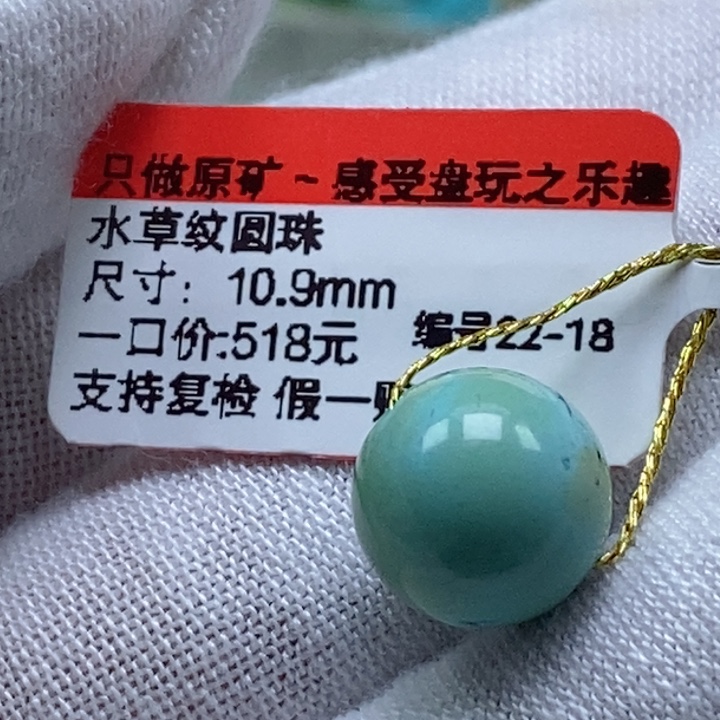 只做原矿~感受盘玩之乐趣
水草纹圆珠
尺寸：10.9mm
一口价:518元 编号22-18
支持复检 假一